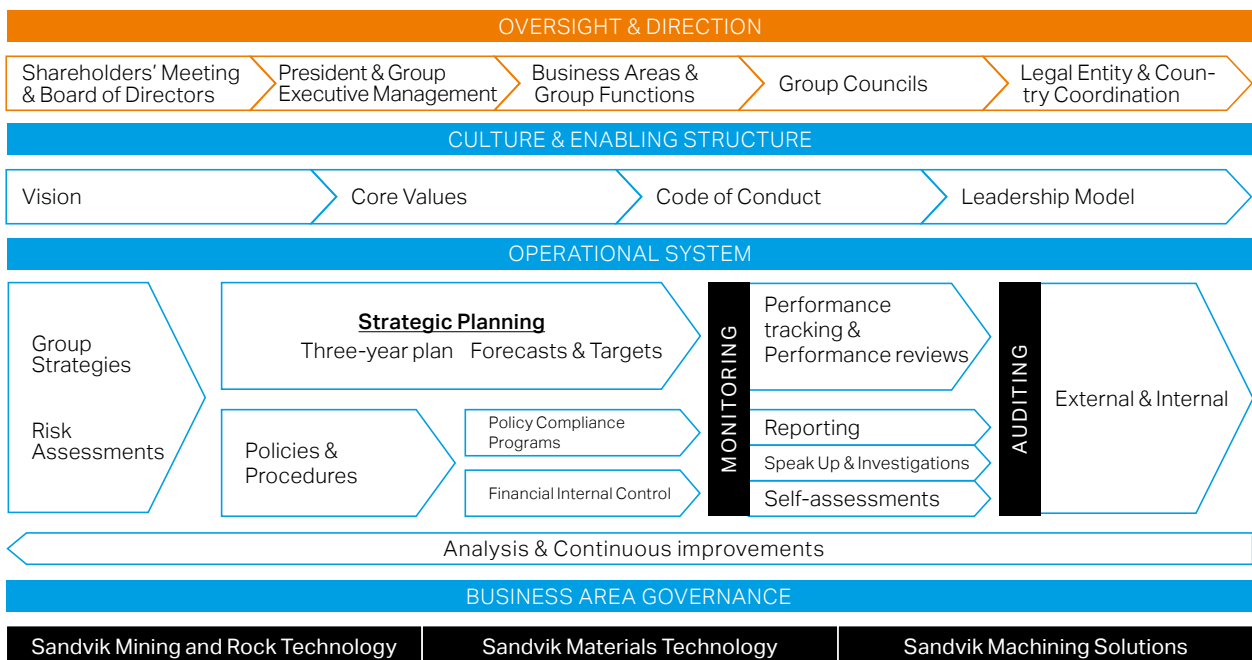 OVERSIGHT & DIRECTION
Shareholders' Meeting
& Board of Directors
President & Group
Executive Management
Business Areas &
Group Functions
Group Councils
Legal Entity & Coun-
try Coordination
CULTURE & ENABLING STRUCTURE
Vision
Core Values
Code of Conduct
Leadership Model
OPERATIONAL SYSTEM
Group
Strategies
Risk
Assessments
Strategic Planning
Three-year plan Forecasts & Targets
Policies &
Procedures
Policy Compliance
Programs
Financial Internal Control
MONITORING
Performance
tracking &
Performance reviews
Reporting
Speak Up & Investigations
Self-assessments
AUDITING
External & Internal
Analysis & Continuous improvements
BUSINESS AREA GOVERNANCE
Sandvik Mining and Rock Technology
Sandvik Materials Technology
Sandvik Machining Solutions